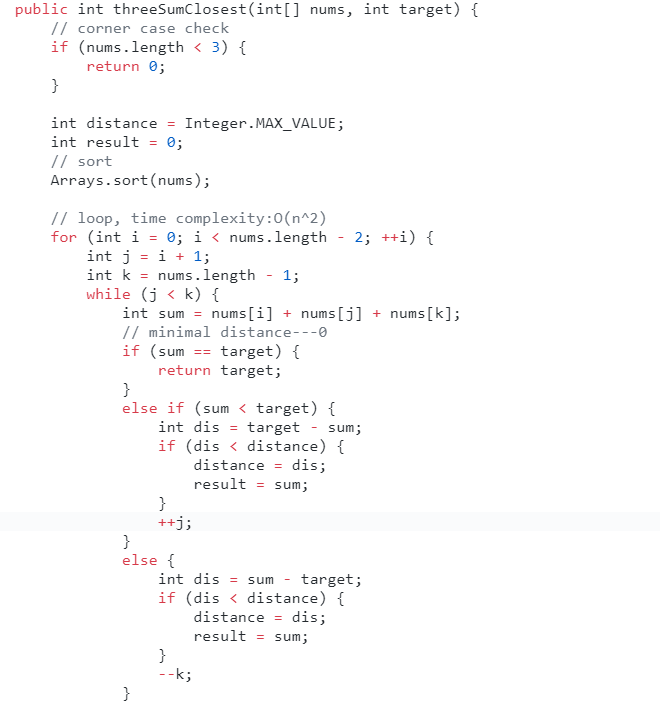 public int threeSumClosest(int[] nums, int target) {
    // corner case check
    if (nums.length < 3) {
        return 0;
    }

    int distance = Integer.MAX_VALUE;
    int result = 0;
    // sort
    Arrays.sort(nums);

    // loop, time complexity:O(n^2)
    for (int i = 0; i < nums.length - 2; ++i) {
        int j = i + 1;
        int k = nums.length - 1;
        while (j < k) {
            int sum = nums[i] + nums[j] + nums[k];
            // minimal distance---0
            if (sum == target) {
                return target;
            }
            else if (sum < target) {
                int dis = target - sum;
                if (dis < distance) {
                    distance = dis;
                    result = sum;
                }
                ++j;
            }
            else {
                int dis = sum - target;
                if (dis < distance) {
                    distance = dis;
                    result = sum;
                }
                --k;
            }